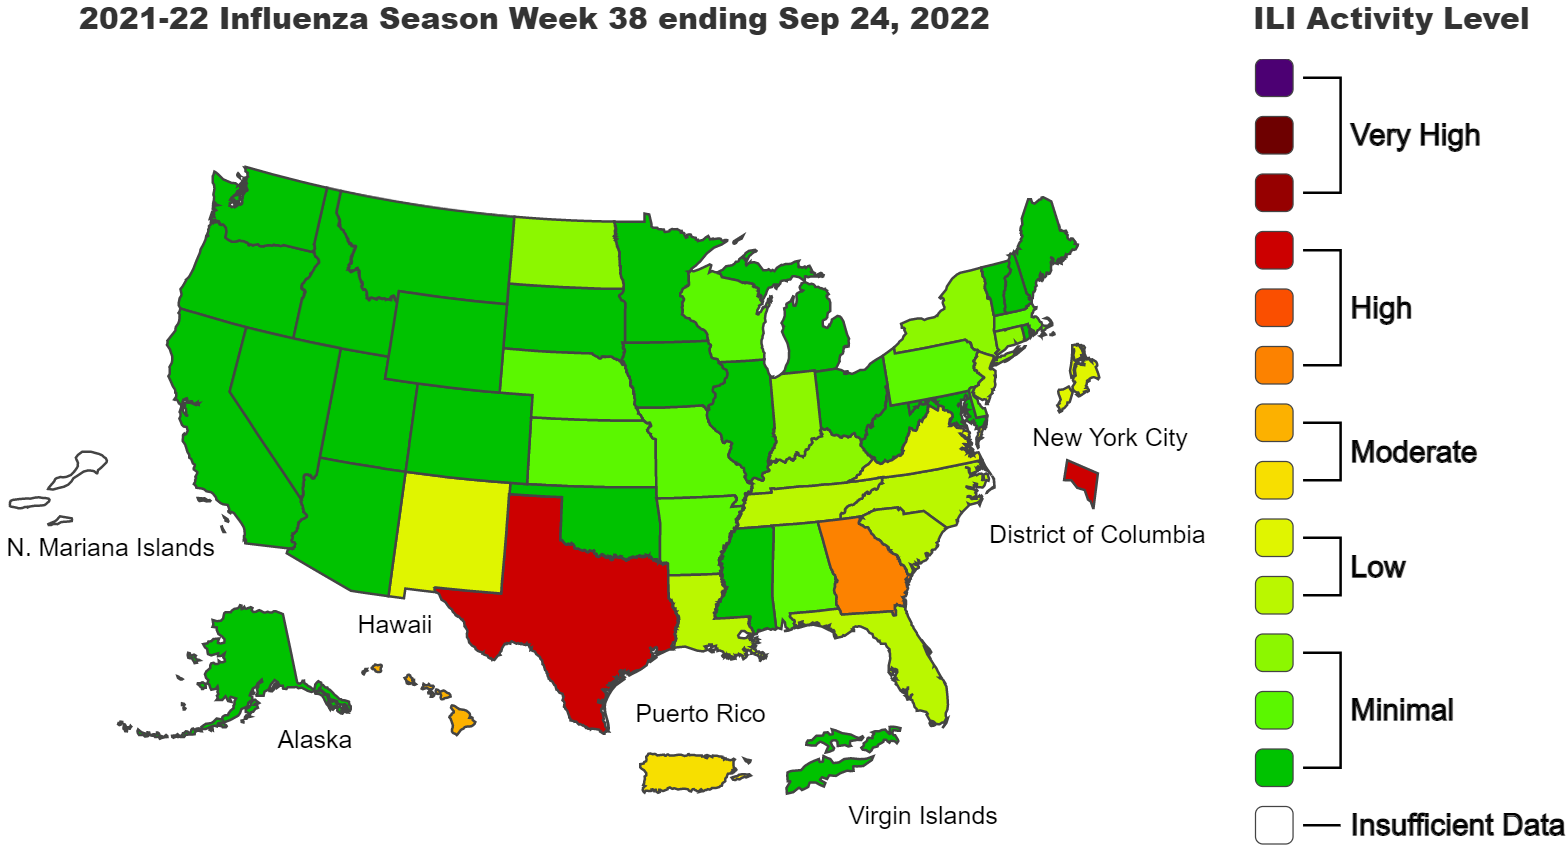 2021-22 Influenza Season Week 38 ending Sep 24, 2022
ILI Activity Level
Very High
High
Moderate
Low
Minimal
Insufficient Data
New York City
District of Columbia
N. Mariana Islands
Hawaii
Alaska
Puerto Rico
Virgin Islands